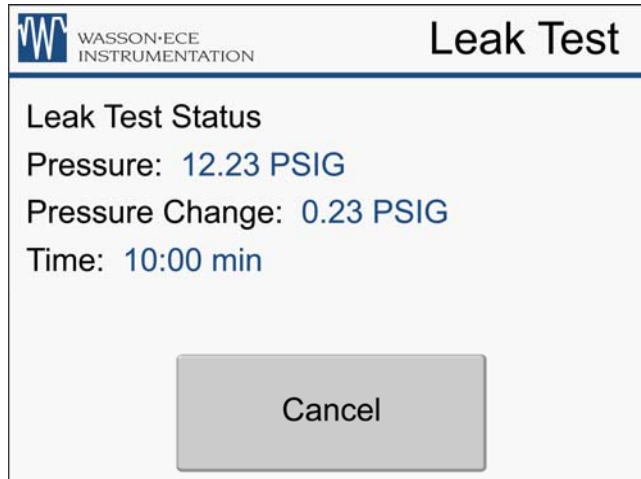 WASSON·ECE
INSTRUMENTATION
Leak Test
Leak Test Status
Pressure: 12.23 PSIG
Pressure Change: 0.23 PSIG
Time: 10:00 min
Cancel